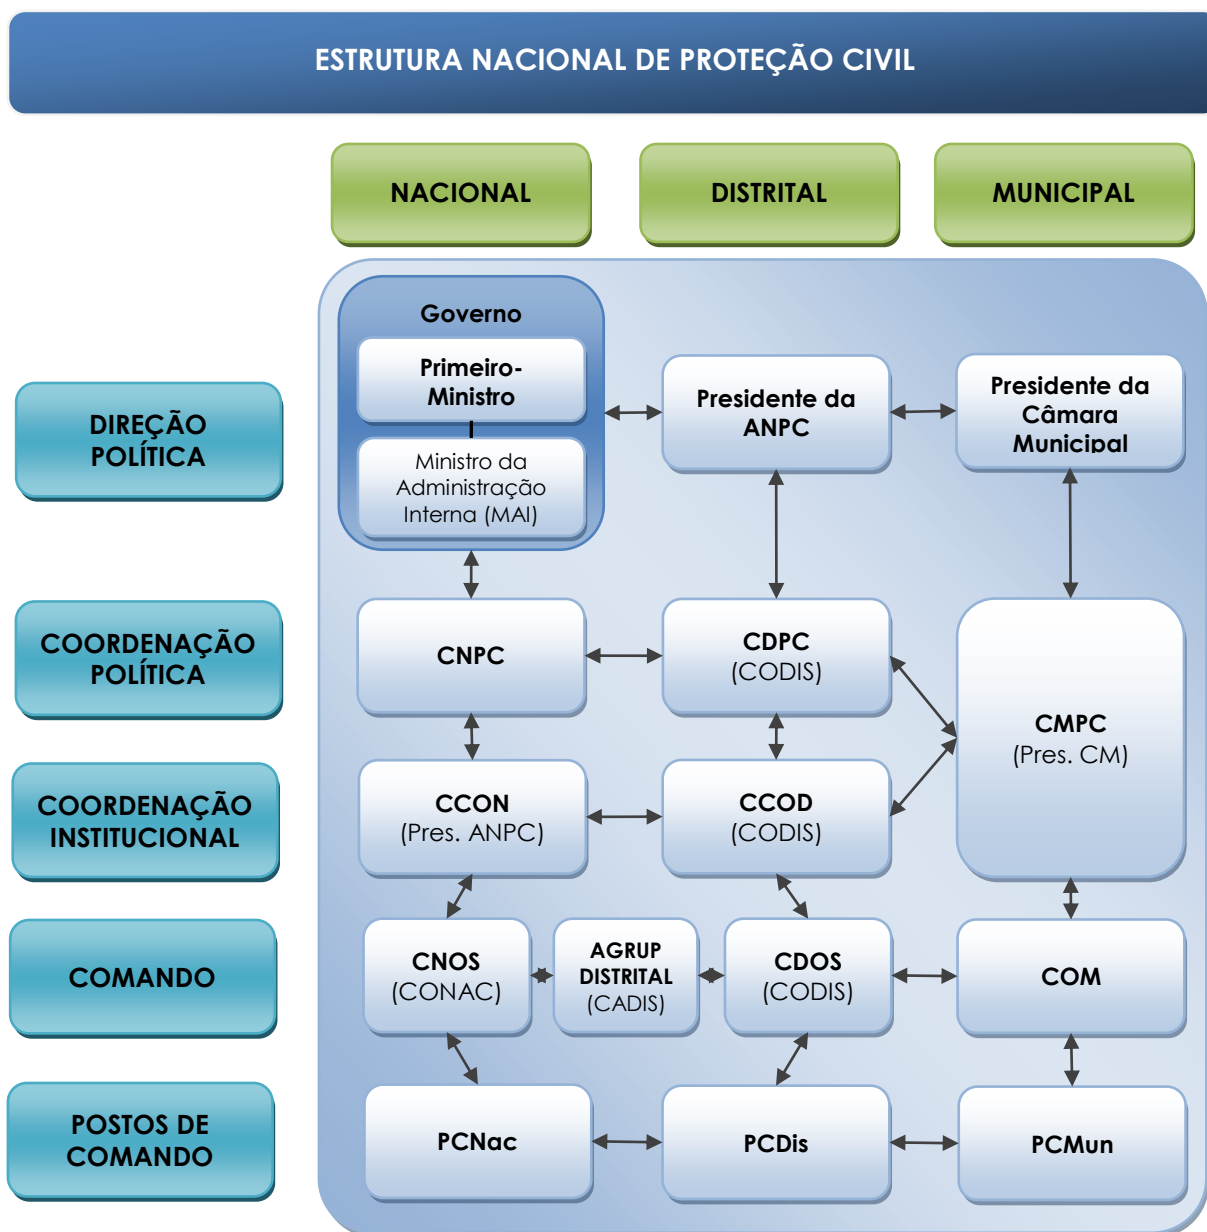 ESTRUTURA NACIONAL DE PROTEÇÃO CIVIL
NACIONAL
DISTRITAL
MUNICIPAL
DIREÇÃO
POLÍTICA
Governo
Primeiro-
Ministro
Ministro da
Administração
Interna (MAI)
Presidente da
ANPC
Presidente da
Câmara
Municipal
COORDENAÇÃO
POLÍTICA
CNPC
CDPC
(CODIS)
CMPC
(Pres. CM)
COORDENAÇÃO
INSTITUCIONAL
CCON
(Pres. ANPC)
CCOD
(CODIS)
COMANDO
CNOS
(CONAC)
AGRUP
DISTRITAL
(CADIS)
CDOS
(CODIS)
COM
POSTOS DE
COMANDO
PCNac
PCDis
PCMun